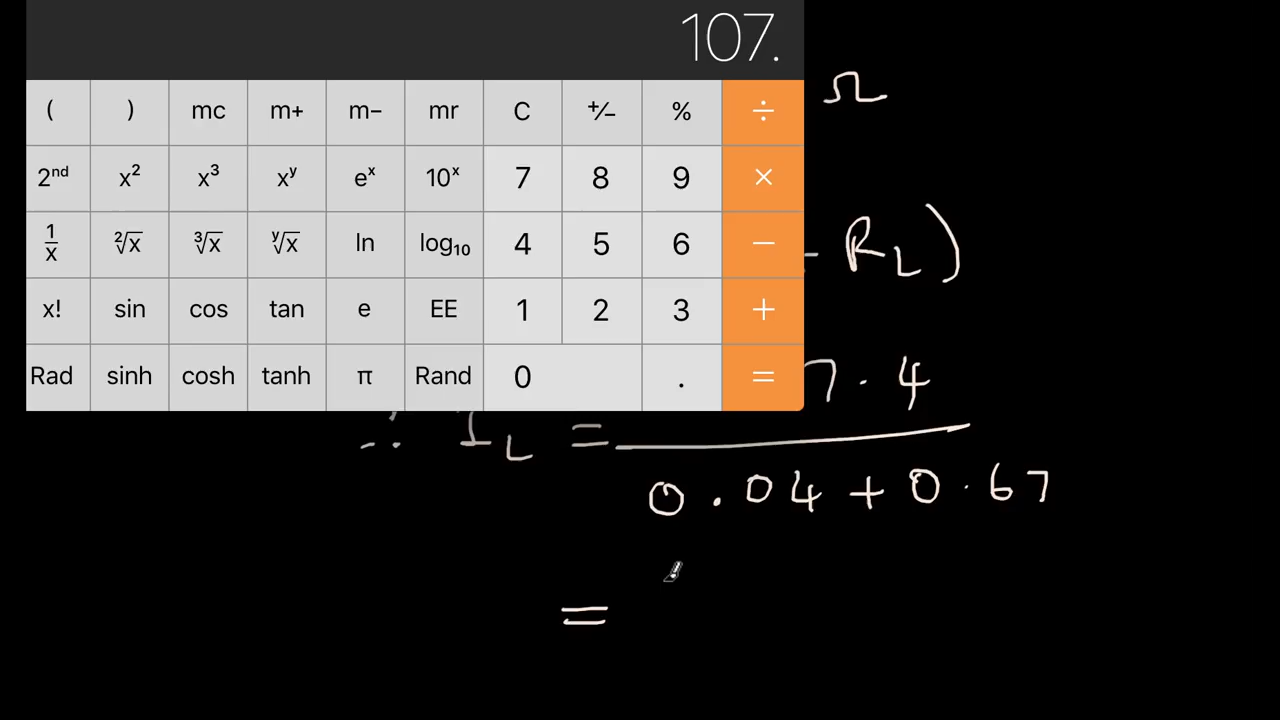 107.
( ) mc m+ m− mr C +/− % ÷
2nd x² x³ xʸ eˣ 10ˣ 7 8 9 ×
1/x ²√x ³√x ʸ√x ln log₁₀ 4 5 6 −
x! sin cos tan e EE 1 2 3 +
Rad sinh cosh tanh π Rand 0 . =
Ω
- R_L )
7.4
∴ I_L =
0.04 + 0.67
=